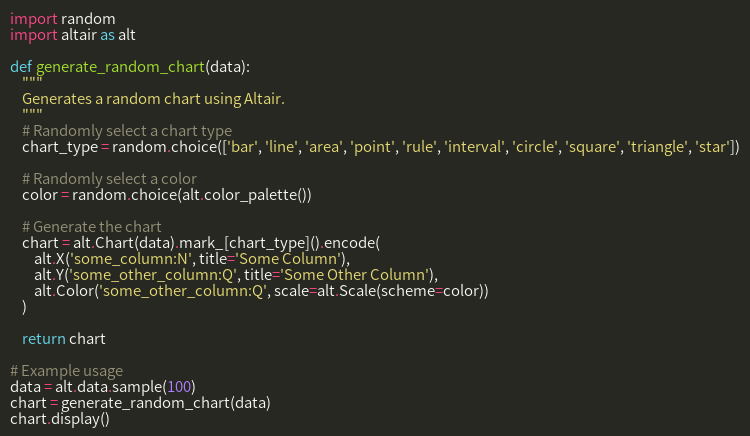 import random
import altair as alt
def generate_random_chart(data):
"""
Generates a random chart using Altair.
"""
# Randomly select a chart type
chart_type = random.choice(['bar', 'line', 'area', 'point', 'rule', 'interval', 'circle', 'square', 'triangle', 'star'])
# Randomly select a color
color = random.choice(alt.color_palette())
# Generate the chart
chart = alt.Chart(data).mark_[chart_type]().encode(
alt.X('some_column:N', title='Some Column'),
alt.Y('some_other_column:Q', title='Some Other Column'),
alt.Color('some_other_column:Q', scale=alt.Scale(scheme=color))
)
return chart
# Example usage
data = alt.data.sample(100)
chart = generate_random_chart(data)
chart.display()